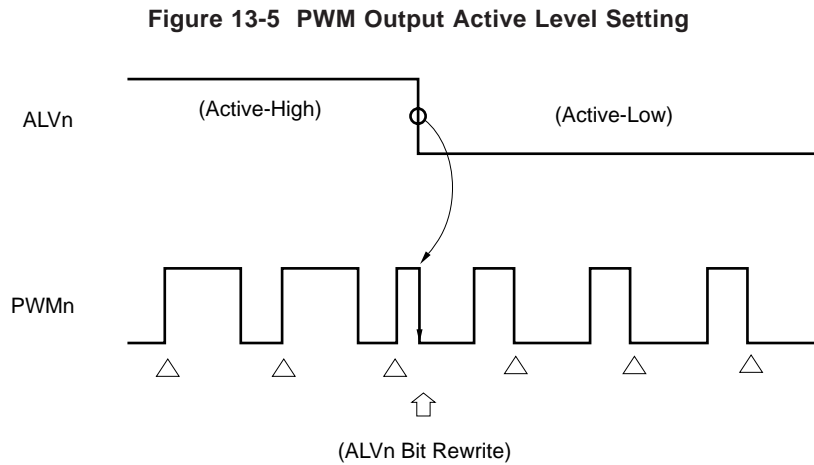 Figure 13-5 PWM Output Active Level Setting
ALVn
(Active-High)
(Active-Low)
PWMn
(ALVn Bit Rewrite)